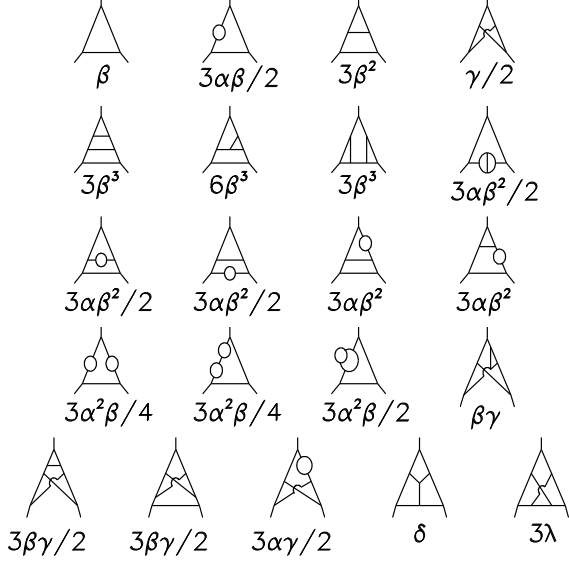 β 3αβ/2 3β² γ/2
3β³ 6β³ 3β³ 3αβ²/2
3αβ²/2 3αβ²/2 3αβ² 3αβ²
3α²β/4 3α²β/4 3α²β/2 βγ
3βγ/2 3βγ/2 3αγ/2 δ 3λ